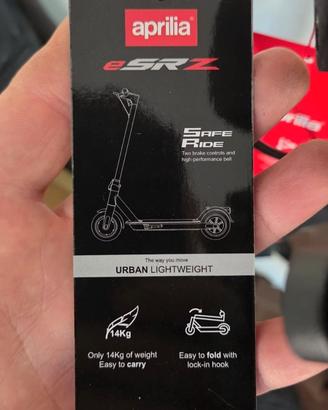 aprilia
eSRZ
SAFE
RIDE
Two brake controls and
high-performance bell
The way you move
URBAN LIGHTWEIGHT
14Kg
Only 14Kg of weight
Easy to carry
Easy to fold with
lock-in hook